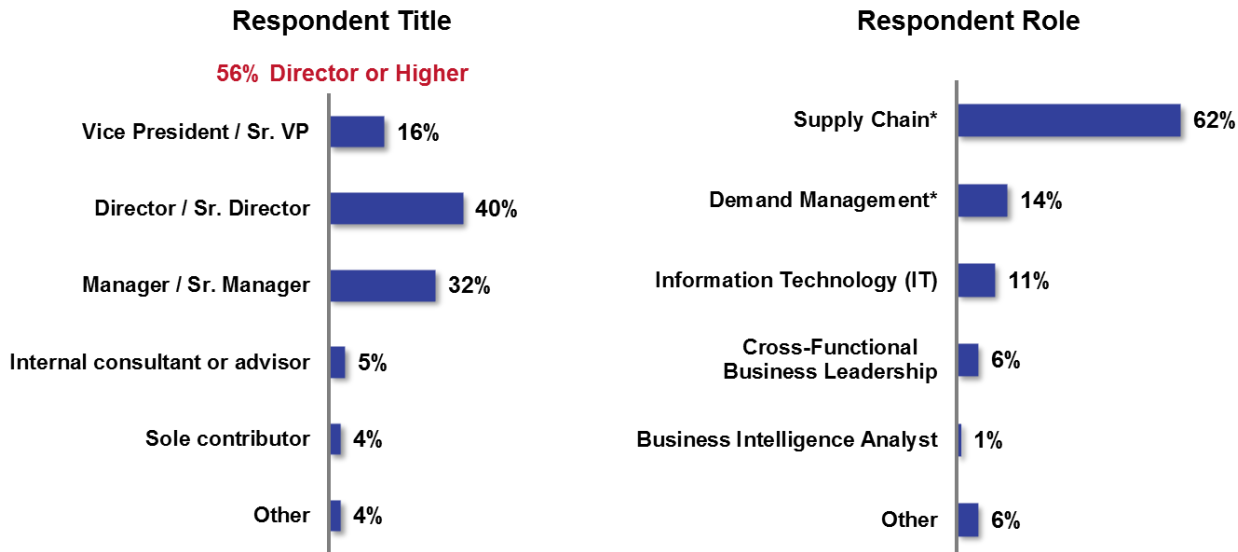 Respondent Title
56% Director or Higher
Vice President / Sr. VP 16%
Director / Sr. Director 40%
Manager / Sr. Manager 32%
Internal consultant or advisor 5%
Sole contributor 4%
Other 4%
Respondent Role
Supply Chain* 62%
Demand Management* 14%
Information Technology (IT) 11%
Cross-Functional
Business Leadership 6%
Business Intelligence Analyst 1%
Other 6%